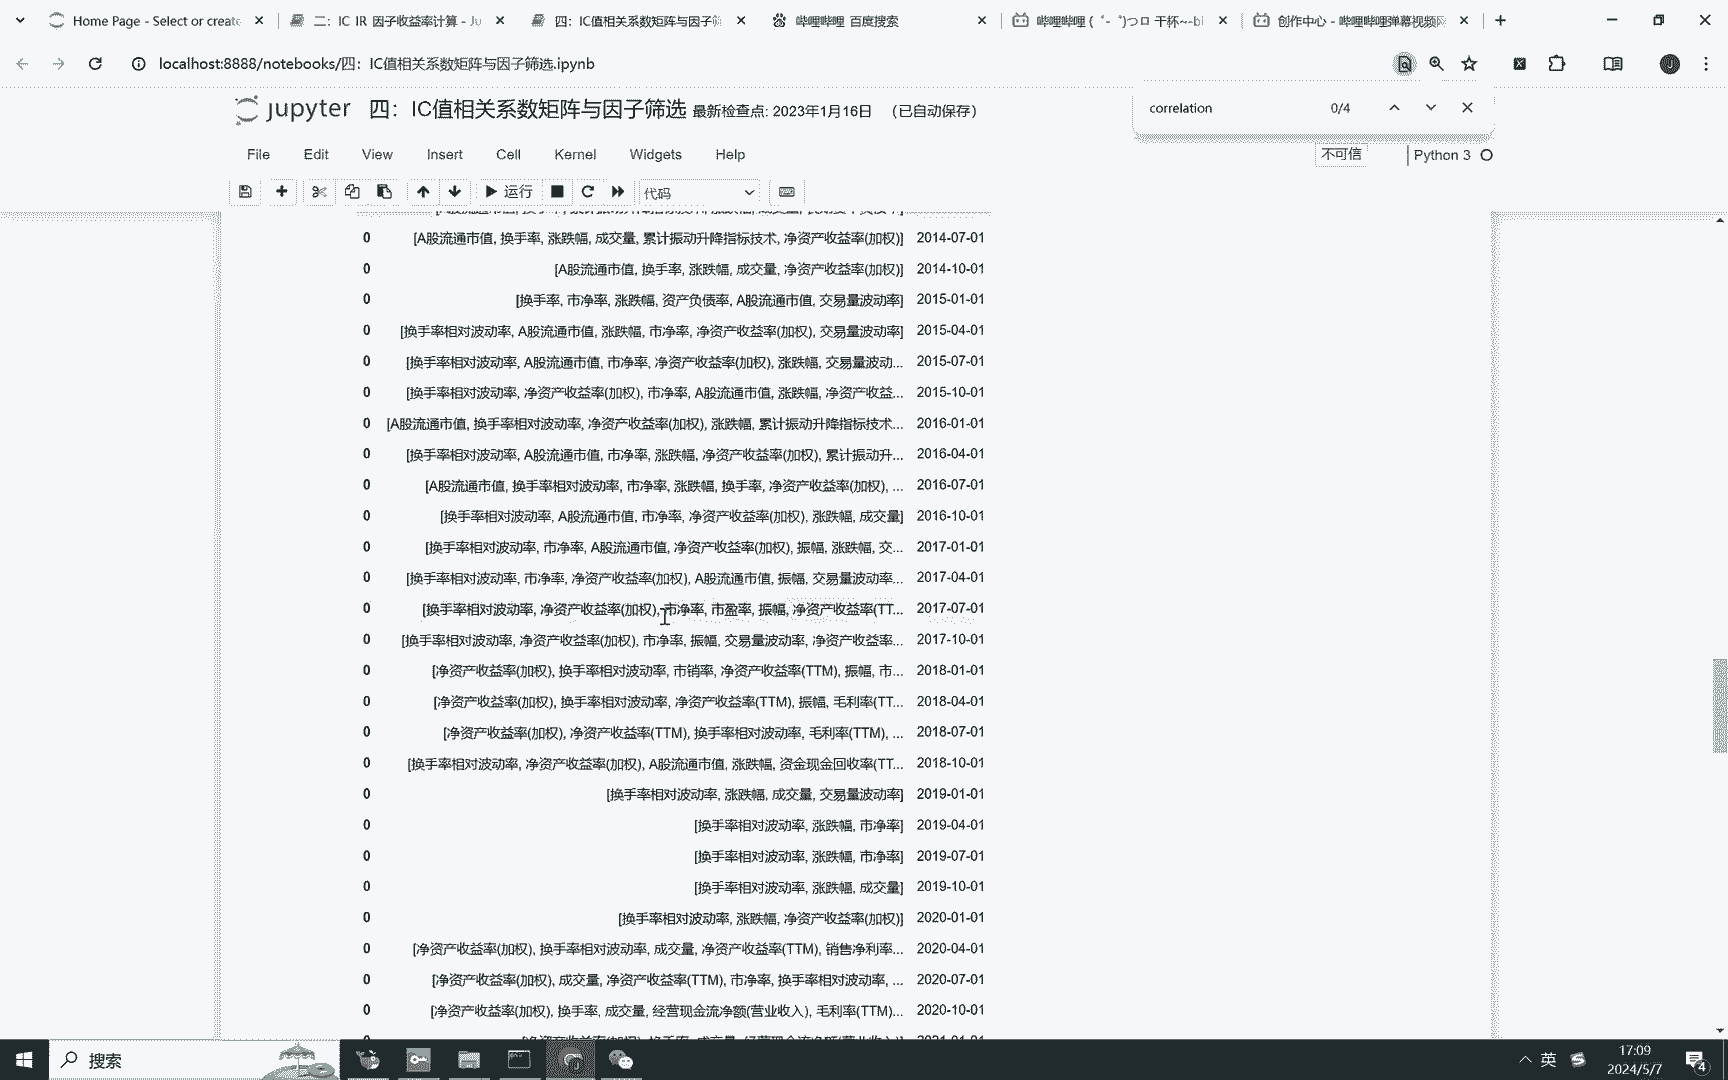 Home Page - Select or create
二：IC IR 因子收益率计算 - Ju
四：IC值相关系数矩阵与因子筛
哔哩哔哩 百度搜索
哔哩哔哩 (゜-゜)つロ 干杯~-bi
创作中心 - 哔哩哔哩弹幕视频网
localhost:8888/notebooks/四：IC值相关系数矩阵与因子筛选.ipynb
jupyter 四：IC值相关系数矩阵与因子筛选 最新检查点: 2023年1月16日 （已自动保存）
correlation 0/4
File Edit View Insert Cell Kernel Widgets Help
不可信 Python 3
运行 代码
0 [A股流通市值, 换手率, 涨跌幅, 成交量, 累计振动升降指标技术, 净资产收益率(加权)] 2014-07-01
0 [A股流通市值, 换手率, 涨跌幅, 成交量, 净资产收益率(加权)] 2014-10-01
0 [换手率, 市净率, 涨跌幅, 资产负债率, A股流通市值, 交易量波动率] 2015-01-01
0 [换手率相对波动率, A股流通市值, 涨跌幅, 市净率, 净资产收益率(加权), 交易量波动率] 2015-04-01
0 [换手率相对波动率, A股流通市值, 市净率, 净资产收益率(加权), 涨跌幅, 交易量波动... 2015-07-01
0 [换手率相对波动率, 净资产收益率(加权), 市净率, A股流通市值, 涨跌幅, 净资产收益... 2015-10-01
0 [A股流通市值, 换手率相对波动率, 净资产收益率(加权), 涨跌幅, 累计振动升降指标技术... 2016-01-01
0 [换手率相对波动率, A股流通市值, 市净率, 涨跌幅, 净资产收益率(加权), 累计振动升... 2016-04-01
0 [A股流通市值, 换手率相对波动率, 市净率, 涨跌幅, 换手率, 净资产收益率(加权), ... 2016-07-01
0 [换手率相对波动率, A股流通市值, 市净率, 净资产收益率(加权), 涨跌幅, 成交量] 2016-10-01
0 [换手率相对波动率, 市净率, A股流通市值, 净资产收益率(加权), 振幅, 涨跌幅, 交... 2017-01-01
0 [换手率相对波动率, 市净率, 净资产收益率(加权), A股流通市值, 振幅, 交易量波动率... 2017-04-01
0 [换手率相对波动率, 净资产收益率(加权), 市净率, 市盈率, 振幅, 净资产收益率(TT... 2017-07-01
0 [换手率相对波动率, 净资产收益率(加权), 市净率, 振幅, 交易量波动率, 净资产收益率... 2017-10-01
0 [净资产收益率(加权), 换手率相对波动率, 市销率, 净资产收益率(TTM), 振幅, 市... 2018-01-01
0 [净资产收益率(加权), 换手率相对波动率, 净资产收益率(TTM), 振幅, 毛利率(TT... 2018-04-01
0 [净资产收益率(加权), 净资产收益率(TTM), 换手率相对波动率, 毛利率(TTM), ... 2018-07-01
0 [换手率相对波动率, 净资产收益率(加权), A股流通市值, 涨跌幅, 资金现金回收率(TT... 2018-10-01
0 [换手率相对波动率, 涨跌幅, 成交量, 交易量波动率] 2019-01-01
0 [换手率相对波动率, 涨跌幅, 市净率] 2019-04-01
0 [换手率相对波动率, 涨跌幅, 市净率] 2019-07-01
0 [换手率相对波动率, 涨跌幅, 成交量] 2019-10-01
0 [换手率相对波动率, 涨跌幅, 净资产收益率(加权)] 2020-01-01
0 [净资产收益率(加权), 换手率相对波动率, 成交量, 净资产收益率(TTM), 销售净利率... 2020-04-01
0 [净资产收益率(加权), 成交量, 净资产收益率(TTM), 市净率, 换手率相对波动率, ... 2020-07-01
0 [净资产收益率(加权), 换手率, 成交量, 经营现金流净额(营业收入), 毛利率(TTM)... 2020-10-01
搜索
英
17:09
2024/5/7
4